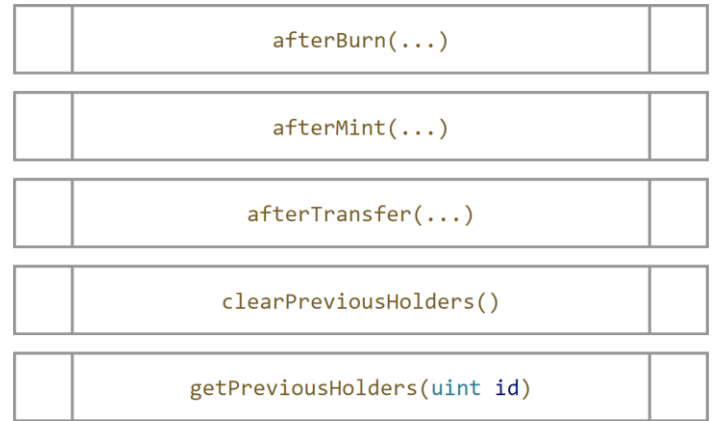 afterBurn(...)
afterMint(...)
afterTransfer(...)
clearPreviousHolders()
getPreviousHolders(uint id)